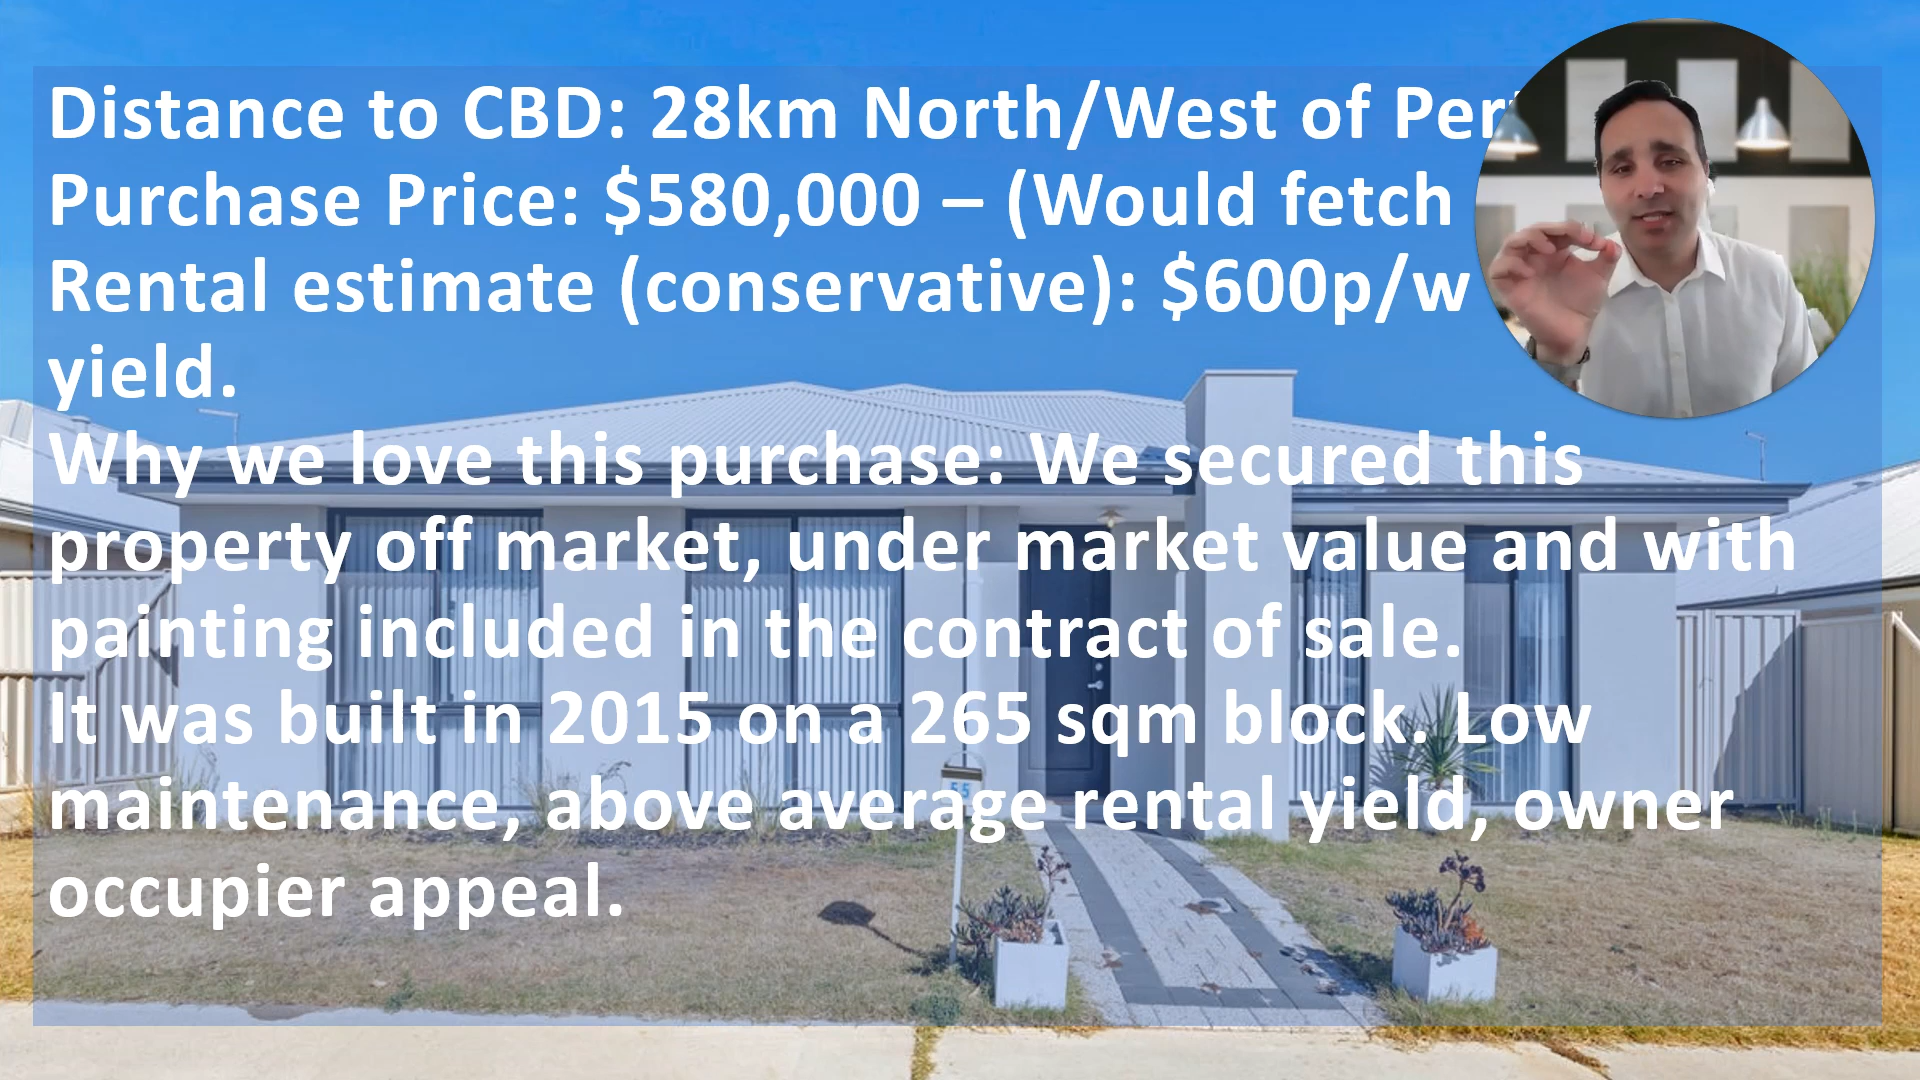 Distance to CBD: 28km North/West of
Purchase Price: $580,000 – (Would fetch
Rental estimate (conservative): $600p/w
yield.
Why we love this purchase: We secured this
property off market, under market value and with
painting included in the contract of sale.
It was built in 2015 on a 265 sqm block. Low
maintenance, above average rental yield, owner
occupier appeal.